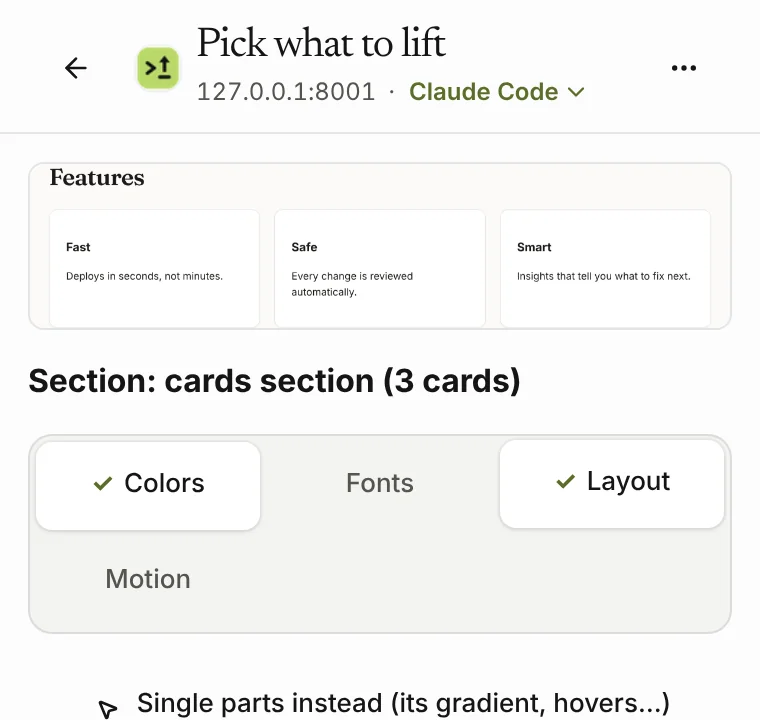 Pick what to lift
127.0.0.1:8001 · Claude Code
Features
Fast
Deploys in seconds, not minutes.
Safe
Every change is reviewed
automatically.
Smart
Insights that tell you what to fix next.
Section: cards section (3 cards)
Colors
Fonts
Layout
Motion
Single parts instead (its gradient, hovers...)